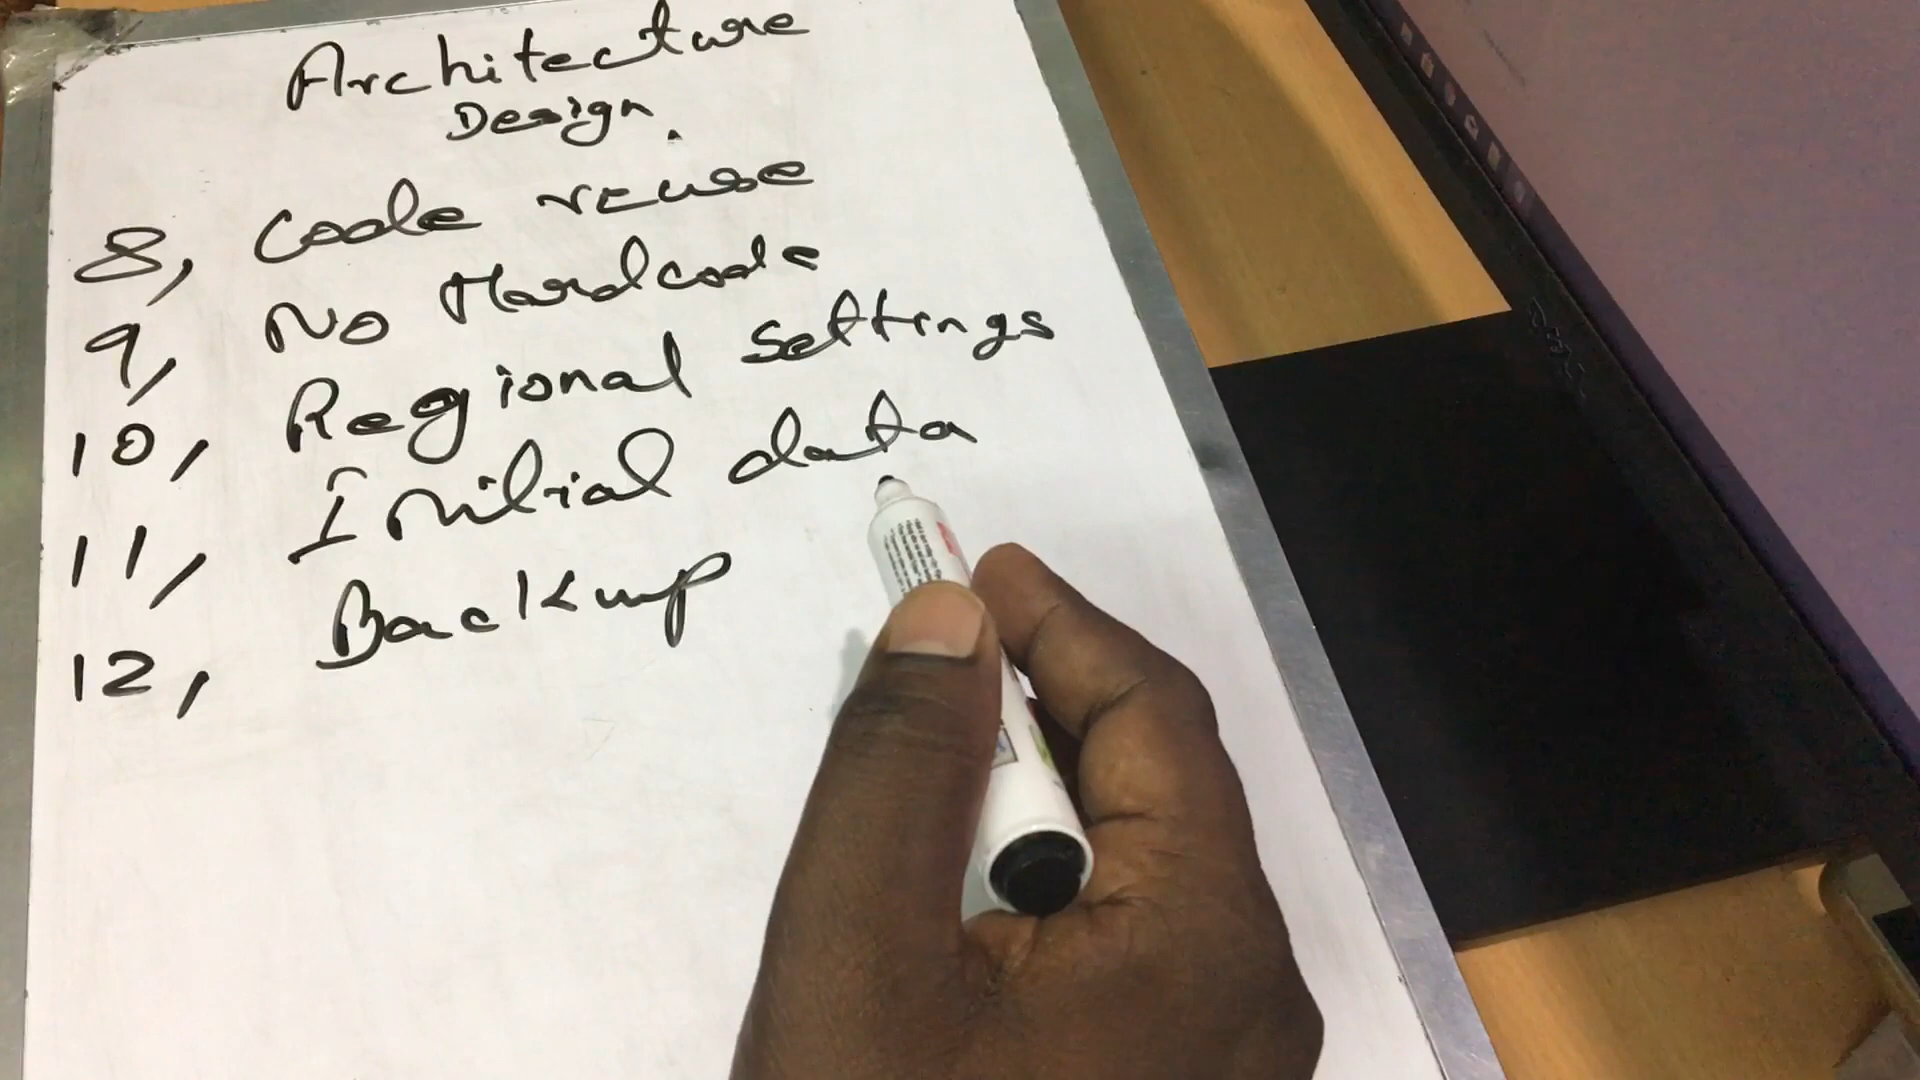 Architecture
Design.
8, Code reuse
9, No Hardcode
10, Regional settings
11, Initial data
12, Backup